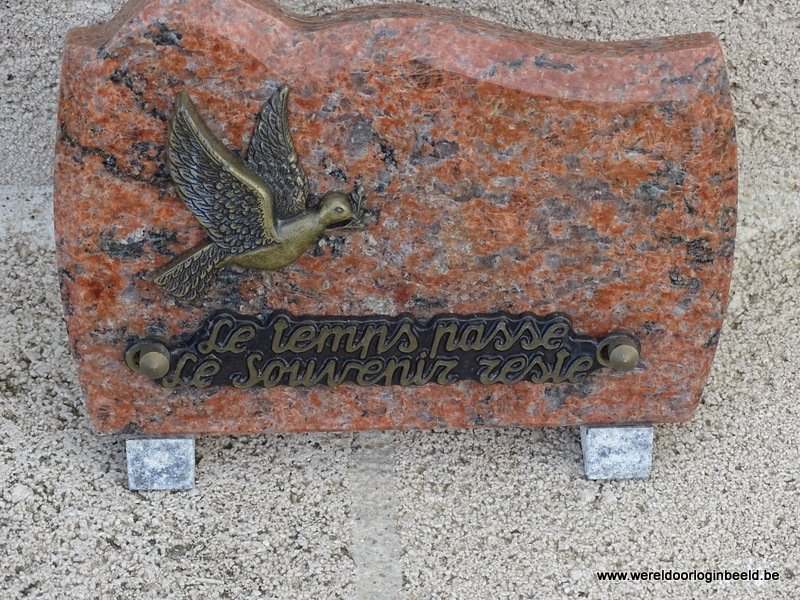 Le temps passe
Le Souvenir reste
www.wereldoorloginbeeld.be